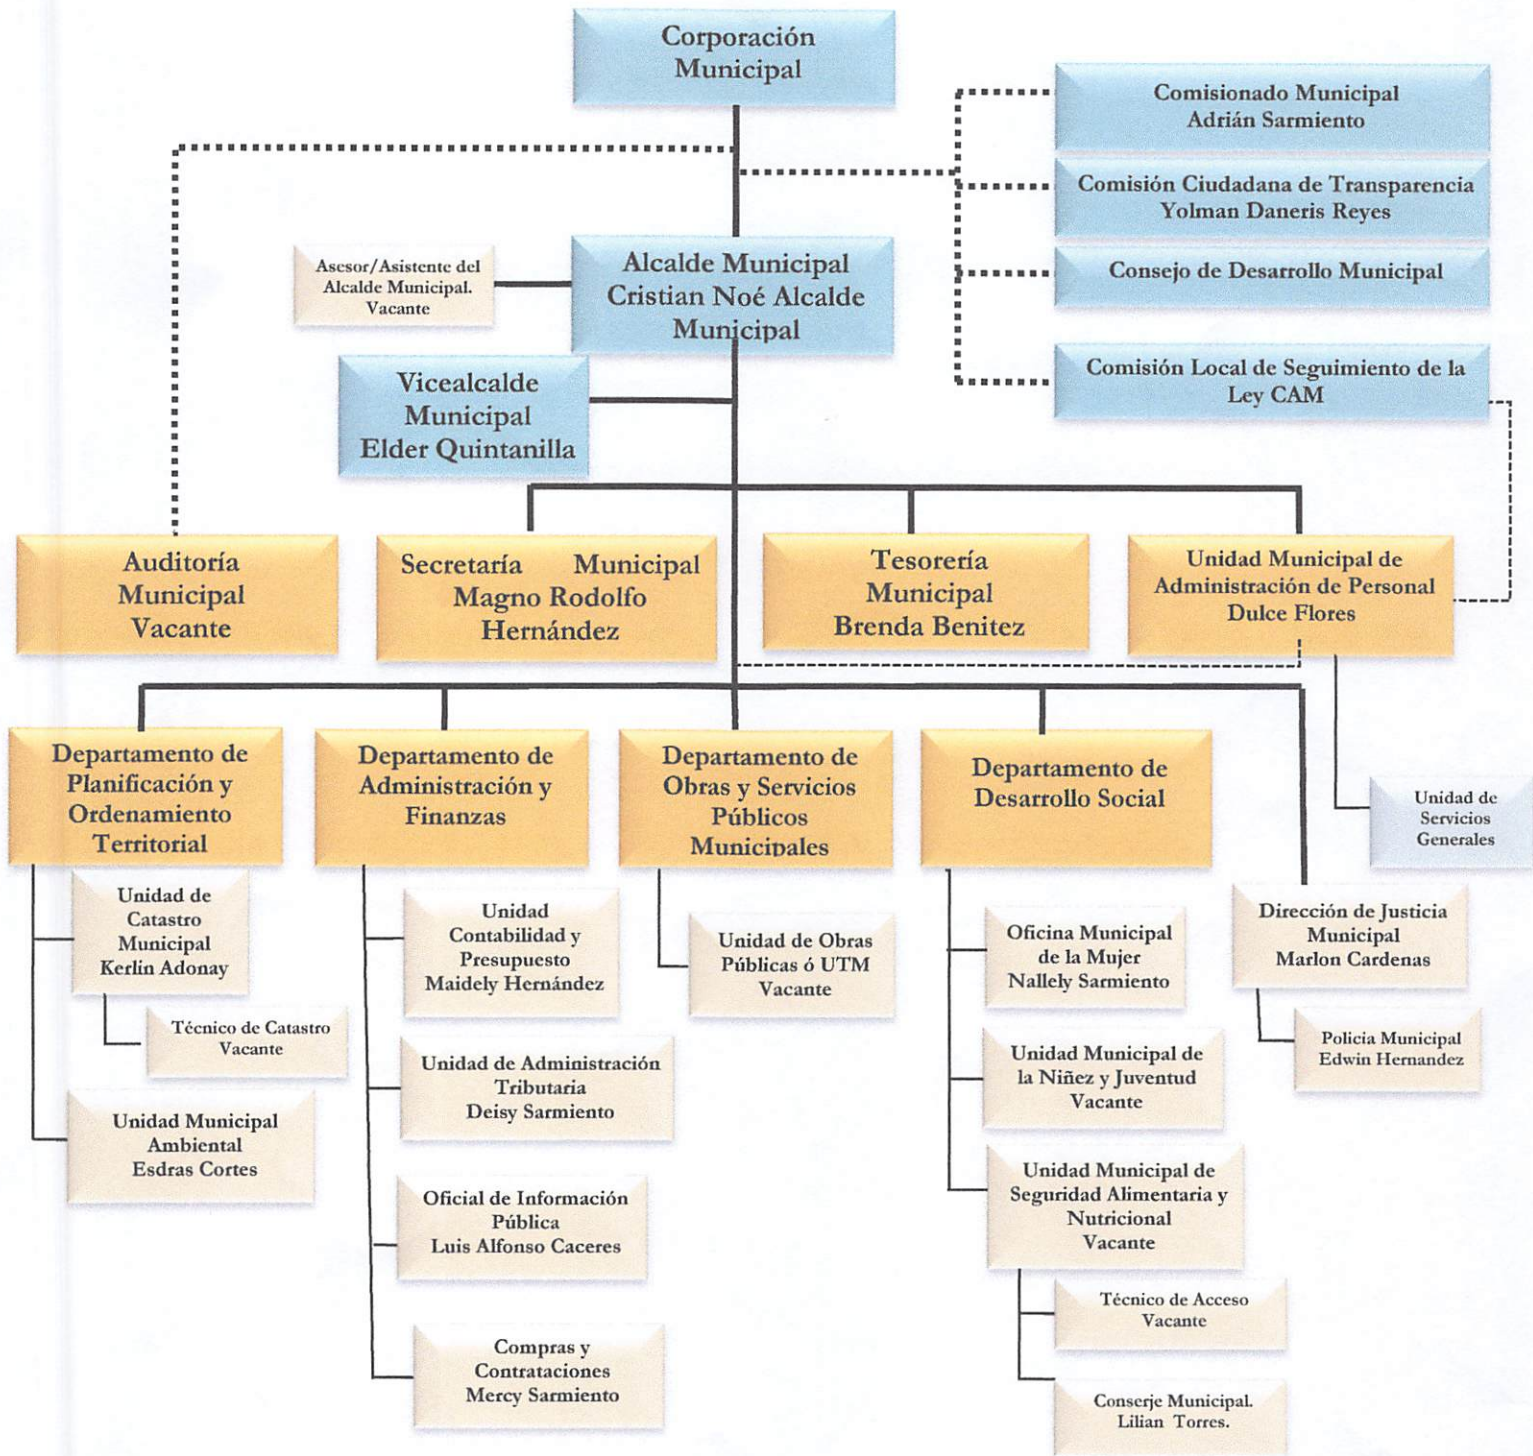 Corporación
Municipal
Comisionado Municipal
Adrián Sarmiento
Comisión Ciudadana de Transparencia
Yolman Daneris Reyes
Consejo de Desarrollo Municipal
Comisión Local de Seguimiento de la
Ley CAM
Asesor/Asistente del
Alcalde Municipal.
Vacante
Alcalde Municipal
Cristian Noé Alcalde
Municipal
Vicealcalde
Municipal
Elder Quintanilla
Auditoría
Municipal
Vacante
Secretaría Municipal
Magno Rodolfo
Hernández
Tesorería
Municipal
Brenda Benitez
Unidad Municipal de
Administración de Personal
Dulce Flores
Departamento de
Planificación y
Ordenamiento
Territorial
Departamento de
Administración y
Finanzas
Departamento de
Obras y Servicios
Públicos
Municipales
Departamento de
Desarrollo Social
Unidad de
Servicios
Generales
Unidad de
Catastro
Municipal
Kerlin Adonay
Técnico de Catastro
Vacante
Unidad Municipal
Ambiental
Esdras Cortes
Unidad
Contabilidad y
Presupuesto
Maidely Hernández
Unidad de Administración
Tributaria
Deisy Sarmiento
Oficial de Información
Pública
Luis Alfonso Caceres
Compras y
Contrataciones
Mercy Sarmiento
Unidad de Obras
Públicas ó UTM
Vacante
Oficina Municipal
de la Mujer
Nallely Sarmiento
Unidad Municipal de
la Niñez y Juventud
Vacante
Unidad Municipal de
Seguridad Alimentaria y
Nutricional
Vacante
Técnico de Acceso
Vacante
Conserje Municipal.
Lilian Torres.
Dirección de Justicia
Municipal
Marlon Cardenas
Policia Municipal
Edwin Hernandez